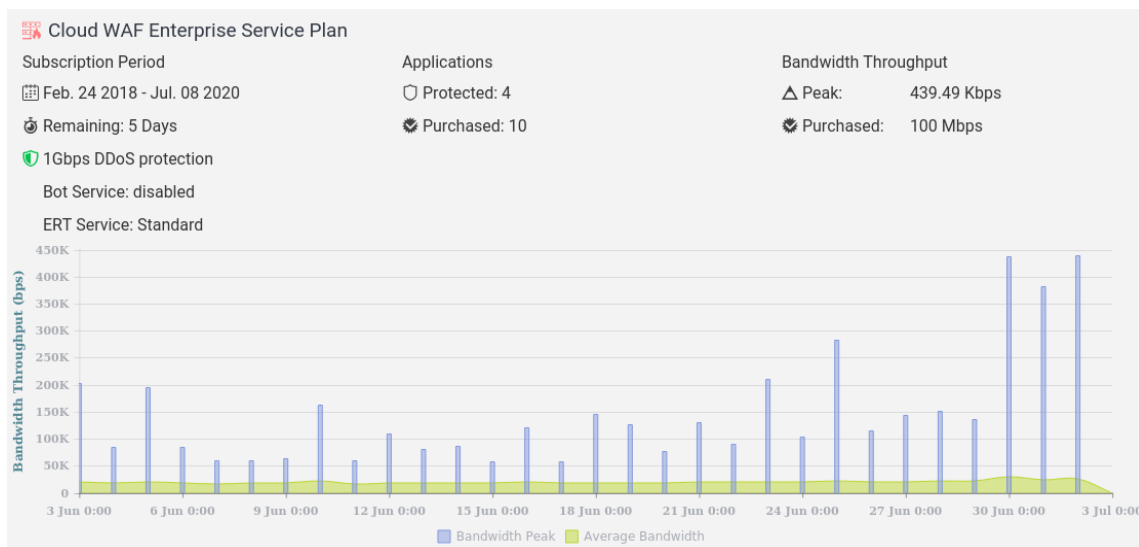 Cloud WAF Enterprise Service Plan
Subscription Period
Feb. 24 2018 - Jul. 08 2020
Remaining: 5 Days
1Gbps DDoS protection
Bot Service: disabled
ERT Service: Standard
Applications
Protected: 4
Purchased: 10
Bandwidth Throughput
Peak: 439.49 Kbps
Purchased: 100 Mbps
Bandwidth Throughput (bps)
450K
400K
350K
300K
250K
200K
150K
100K
50K
0
3 Jun 0:00 6 Jun 0:00 9 Jun 0:00 12 Jun 0:00 15 Jun 0:00 18 Jun 0:00 21 Jun 0:00 24 Jun 0:00 27 Jun 0:00 30 Jun 0:00 3 Jul 0:0
Bandwidth Peak Average Bandwidth